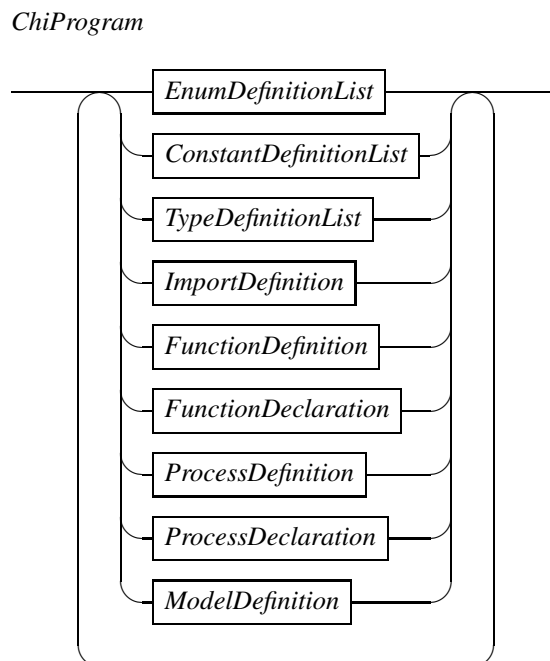 ChiProgram
EnumDefinitionList
ConstantDefinitionList
TypeDefinitionList
ImportDefinition
FunctionDefinition
FunctionDeclaration
ProcessDefinition
ProcessDeclaration
ModelDefinition